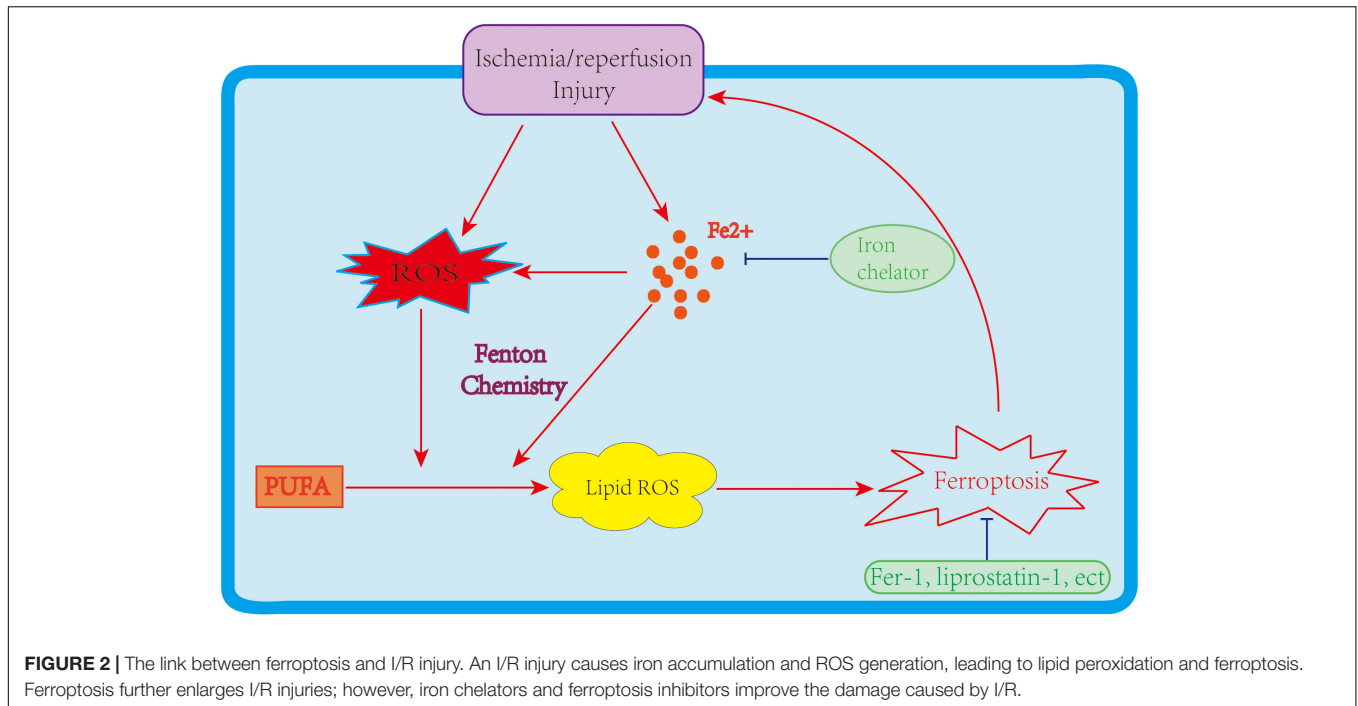 Ischemia/reperfusion
Injury
Fe2+
Iron
chelator
ROS
Fenton
Chemistry
PUFA
Lipid ROS
Ferroptosis
Fer-1, liprostatin-1, ect
FIGURE 2 | The link between ferroptosis and I/R injury. An I/R injury causes iron accumulation and ROS generation, leading to lipid peroxidation and ferroptosis.
Ferroptosis further enlarges I/R injuries; however, iron chelators and ferroptosis inhibitors improve the damage caused by I/R.